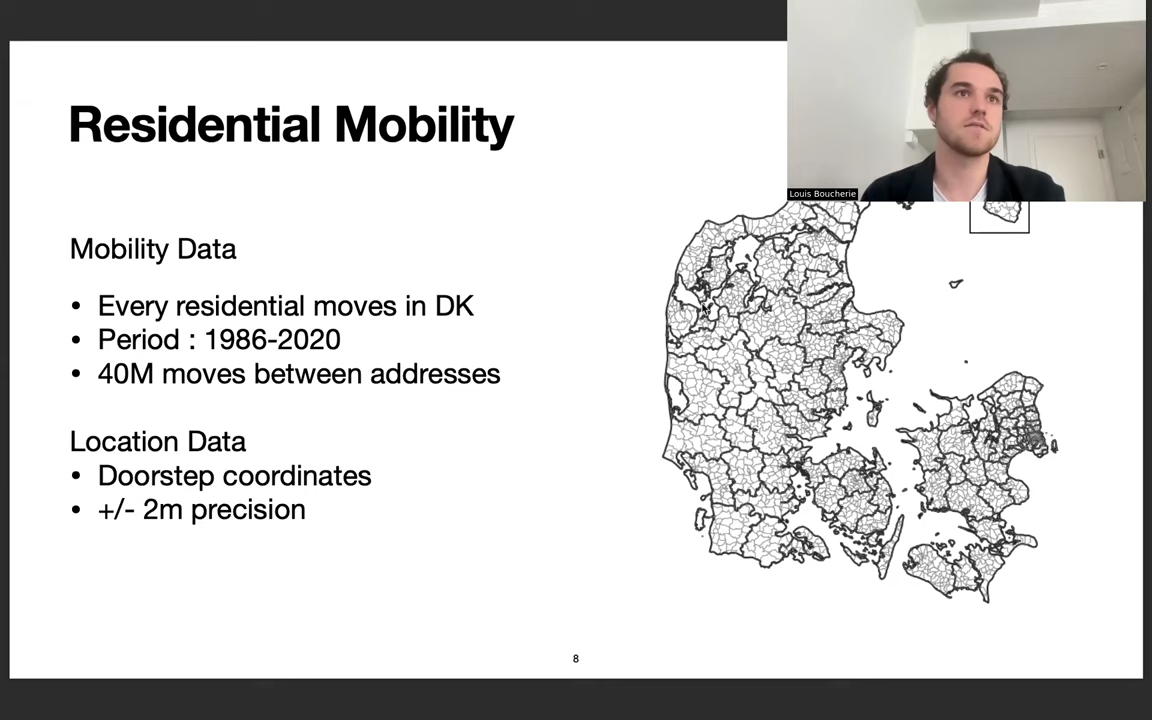 Residential Mobility
Louis Boucherie
Mobility Data
• Every residential moves in DK
• Period : 1986-2020
• 40M moves between addresses
Location Data
• Doorstep coordinates
• +/- 2m precision
8